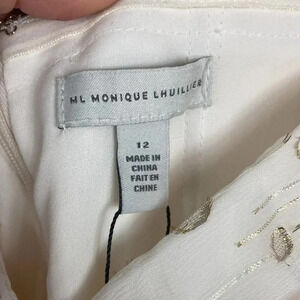 ML MONIQUE LHUILLIER
12
MADE IN
CHINA
FAIT EN
CHINE